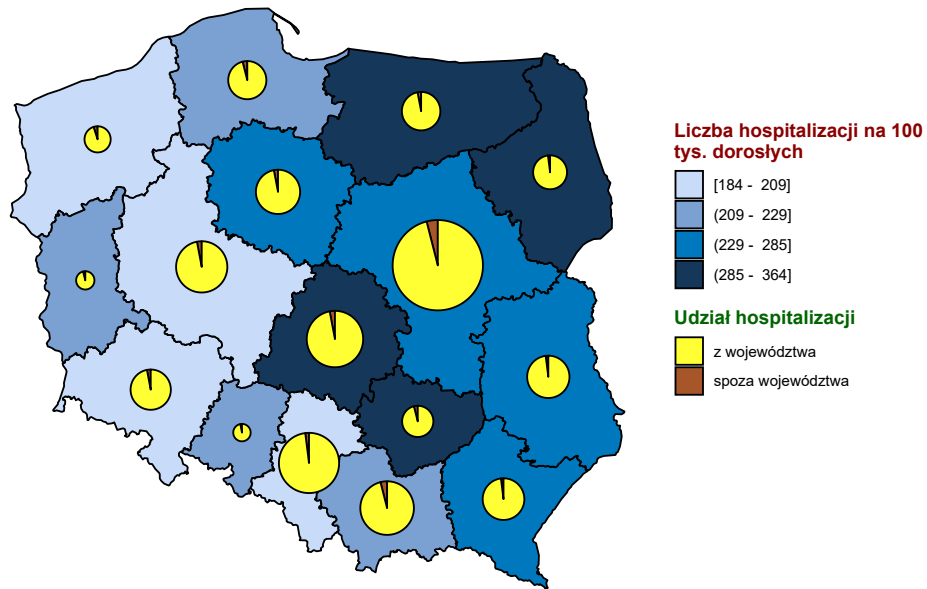 Liczba hospitalizacji na 100
tys. dorosłych
[184 - 209]
(209 - 229]
(229 - 285]
(285 - 364]
Udział hospitalizacji
z województwa
spoza województwa